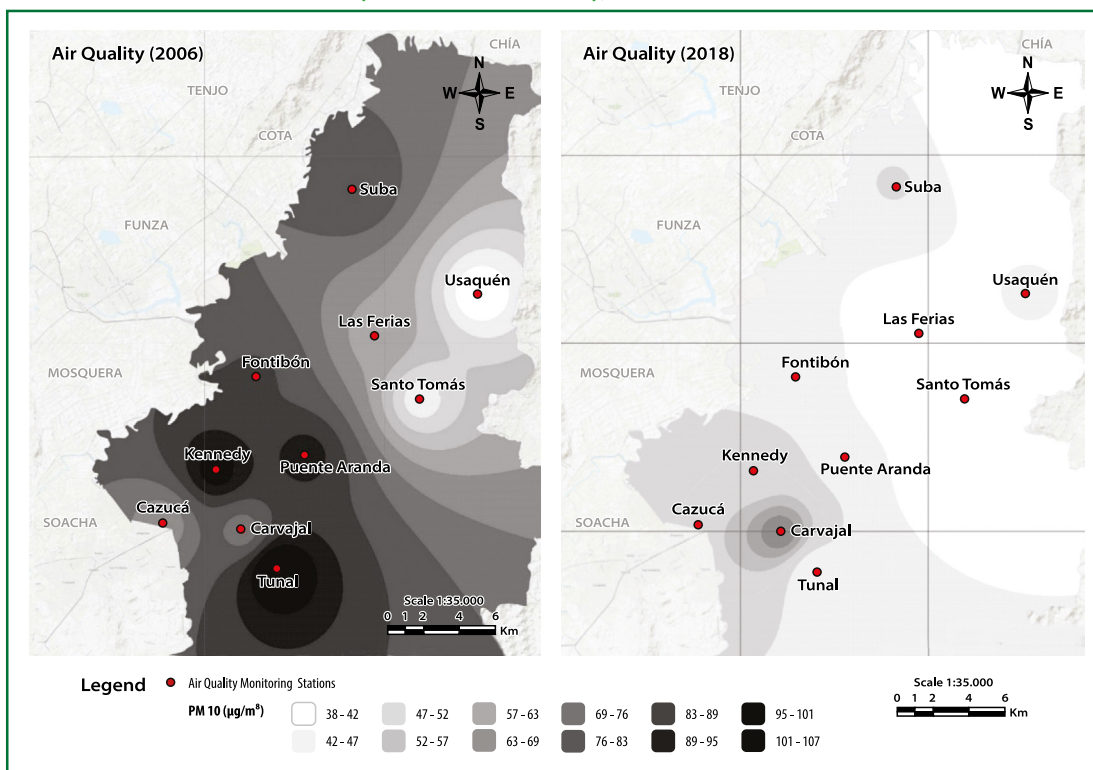 Air Quality (2006)
CHÍA
N
W E
S
TENJO
COTA
Suba
FUNZA
Usaquén
Las Ferias
Fontibón
MOSQUERA
Santo Tomás
Kennedy
Puente Aranda
Cazucá
SOACHA
Carvajal
Tunal
Scale 1:35.000
0 1 2 4 6
Km
Air Quality (2018)
CHÍA
N
W E
S
TENJO
COTA
Suba
FUNZA
Usaquén
Las Ferias
Fontibón
MOSQUERA
Santo Tomás
Kennedy
Puente Aranda
Cazucá
SOACHA
Carvajal
Tunal
Legend
Air Quality Monitoring Stations
PM 10 (µg/m⁸)
38 – 42
47 – 52
57 – 63
69 – 76
83 – 89
95 – 101
42 – 47
52 – 57
63 – 69
76 – 83
89 – 95
101 – 107
Scale 1:35.000
0 1 2 4 6
Km